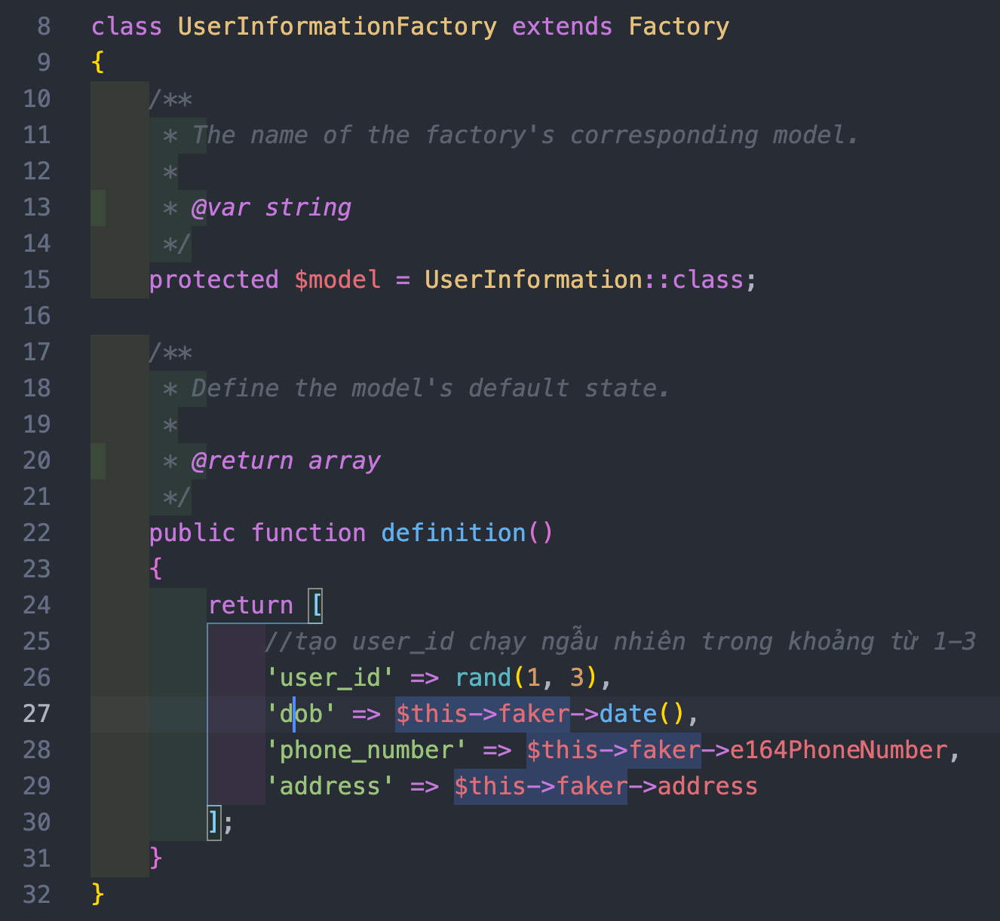 8 class UserInformationFactory extends Factory
9 {
10 /**
11 * The name of the factory's corresponding model.
12 *
13 * @var string
14 */
15 protected $model = UserInformation::class;
16
17 /**
18 * Define the model's default state.
19 *
20 * @return array
21 */
22 public function definition()
23 {
24 return [
25 //tạo user_id chạy ngẫu nhiên trong khoảng từ 1-3
26 'user_id' => rand(1, 3),
27 'dob' => $this->faker->date(),
28 'phone_number' => $this->faker->e164PhoneNumber,
29 'address' => $this->faker->address
30 ];
31 }
32 }